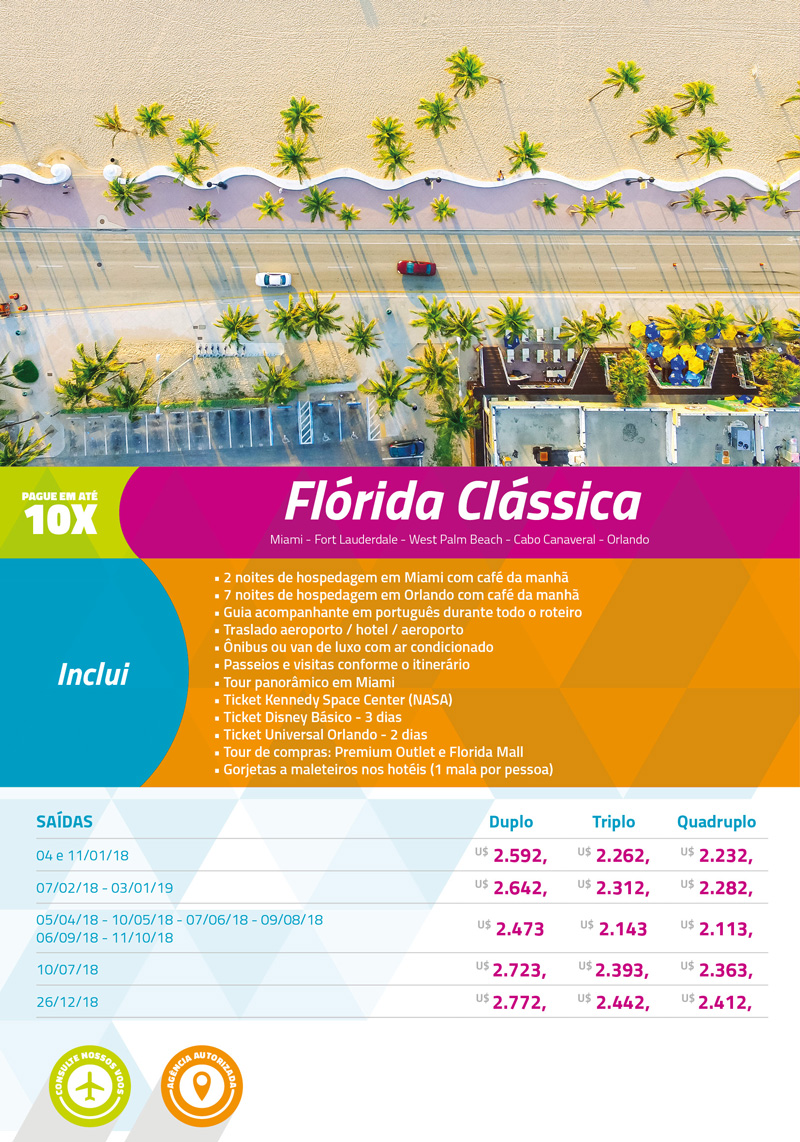 PAGUE EM ATÉ
10X
Flórida Clássica
Miami - Fort Lauderdale - West Palm Beach - Cabo Canaveral - Orlando
Inclui
▪ 2 noites de hospedagem em Miami com café da manhã
▪ 7 noites de hospedagem em Orlando com café da manhã
▪ Guia acompanhante em português durante todo o roteiro
▪ Traslado aeroporto / hotel / aeroporto
▪ Ônibus ou van de luxo com ar condicionado
▪ Passeios e visitas conforme o itinerário
▪ Tour panorâmico em Miami
▪ Ticket Kennedy Space Center (NASA)
▪ Ticket Disney Básico - 3 dias
▪ Ticket Universal Orlando - 2 dias
▪ Tour de compras: Premium Outlet e Florida Mall
▪ Gorjetas a maleteiros nos hotéis (1 mala por pessoa)
SAÍDAS Duplo Triplo Quadruplo
04 e 11/01/18 U$ 2.592, U$ 2.262, U$ 2.232,
07/02/18 - 03/01/19 U$ 2.642, U$ 2.312, U$ 2.282,
05/04/18 - 10/05/18 - 07/06/18 - 09/08/18
06/09/18 - 11/10/18 U$ 2.473 U$ 2.143 U$ 2.113,
10/07/18 U$ 2.723, U$ 2.393, U$ 2.363,
26/12/18 U$ 2.772, U$ 2.442, U$ 2.412,
CONSULTE NOSSOS VOOS
AGÊNCIA AUTORIZADA